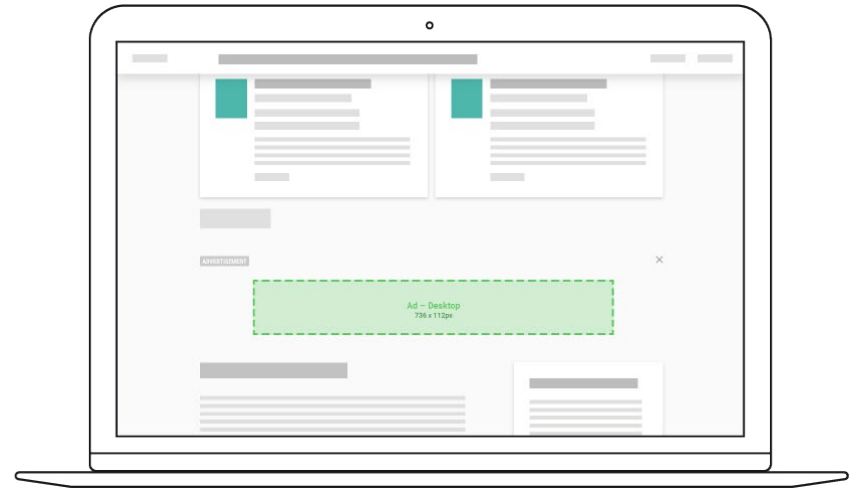 ADVERTISEMENT
Ad – Desktop
736 x 112px